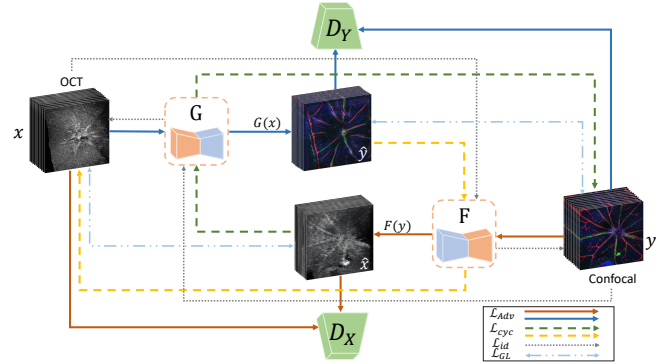 D_Y
OCT
G
x
G(x)
ŷ
F
F(y)
x̂
y
Confocal
D_X
ℒ_Adv
ℒ_cyc
ℒ_id
ℒ_GL